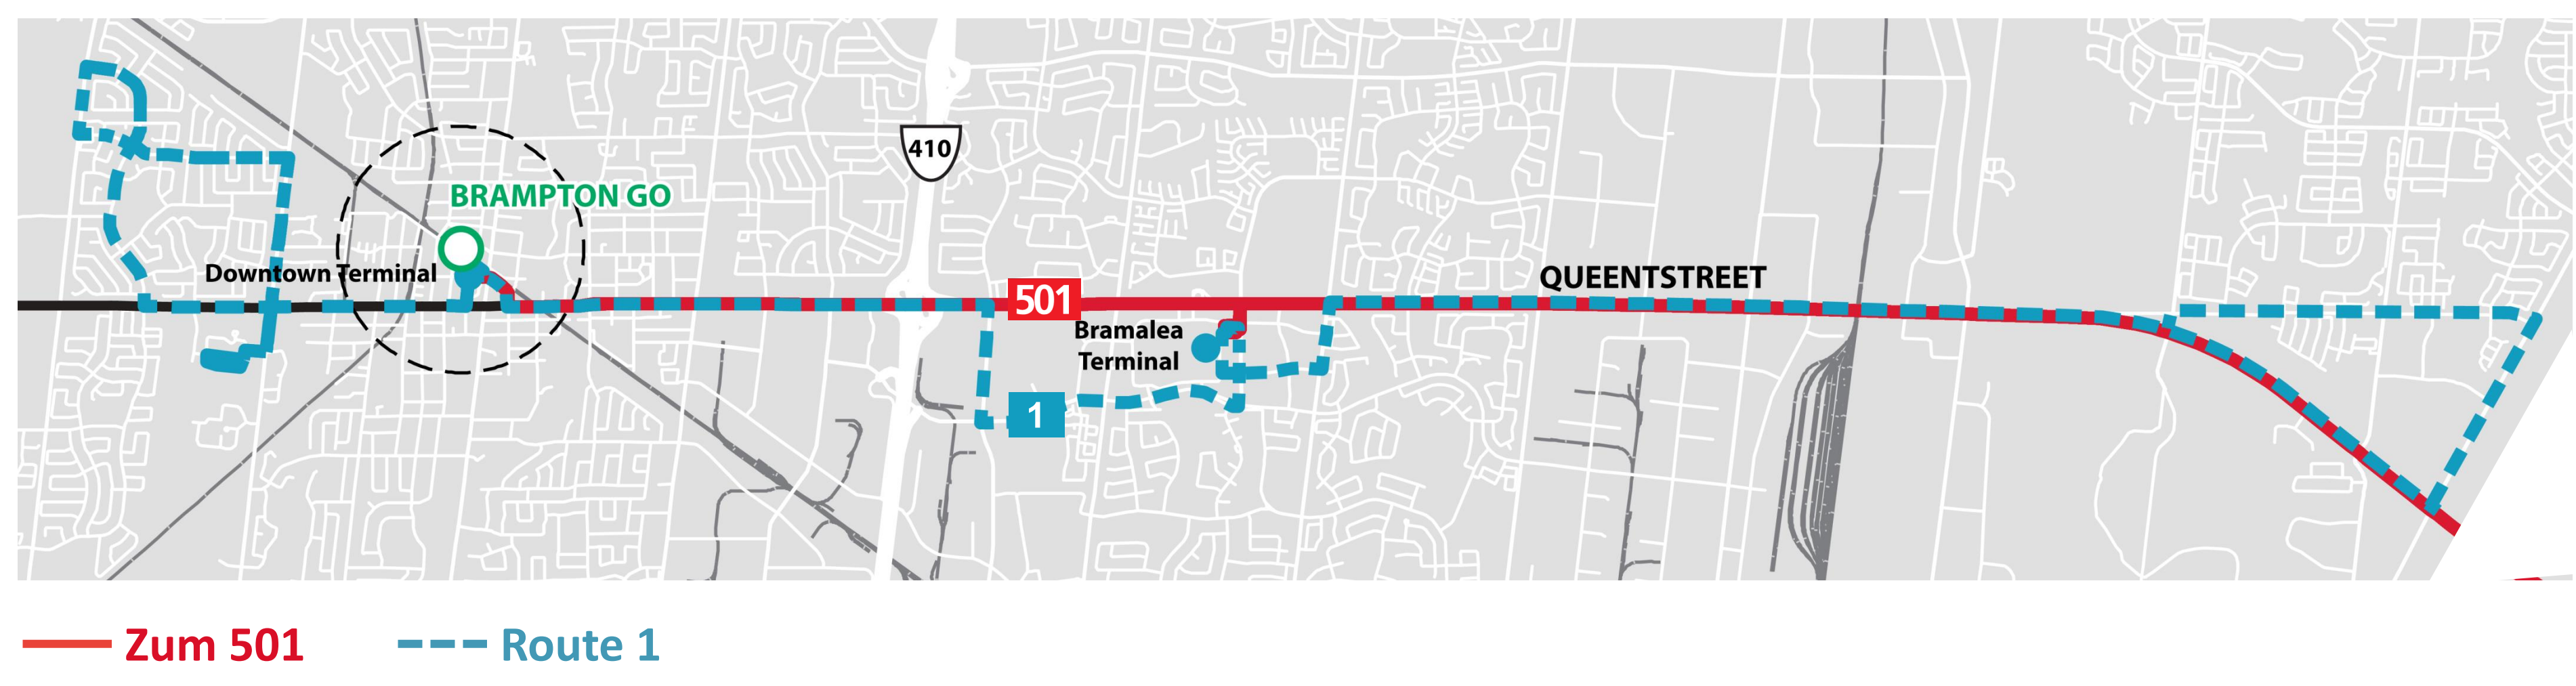 410
BRAMPTON GO
Downtown Terminal
501
QUEENTSTREET
Bramalea
Terminal
1
Zum 501
Route 1